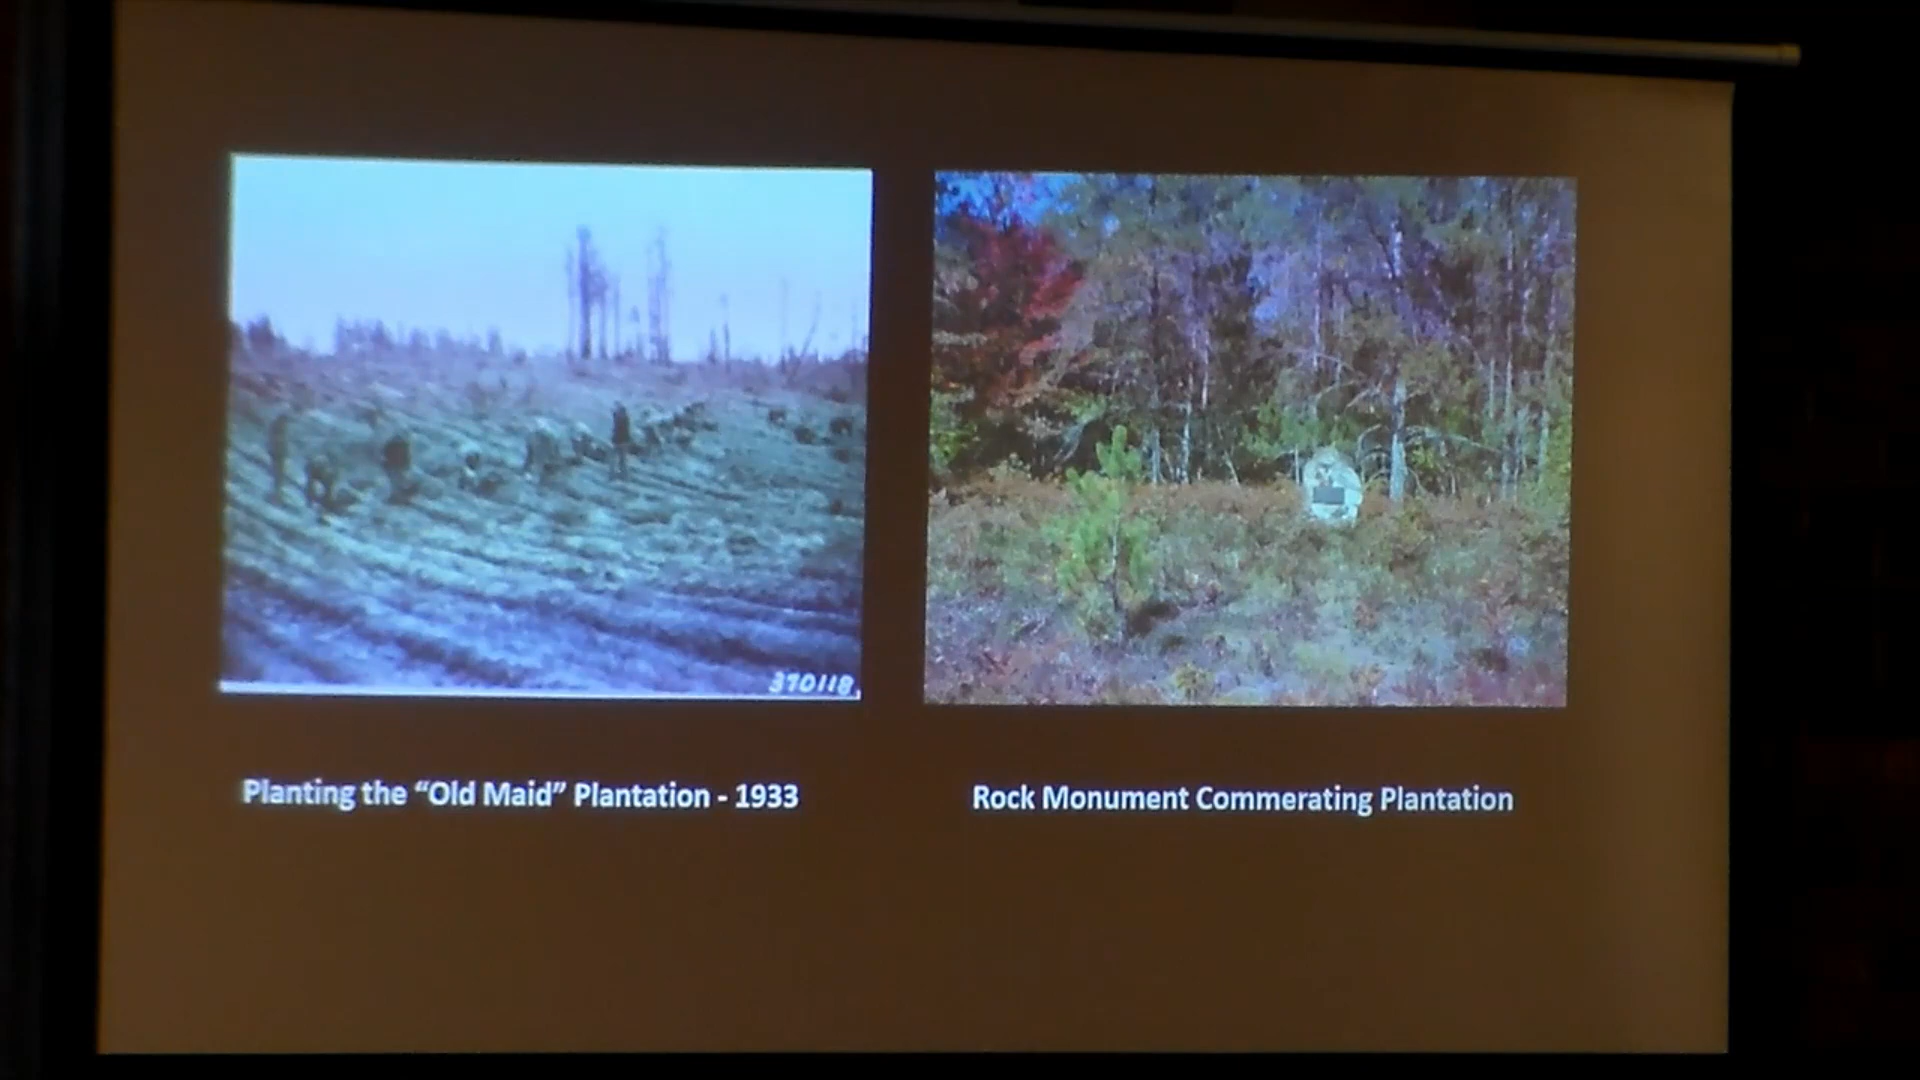 370118
Planting the “Old Maid” Plantation - 1933
Rock Monument Commerating Plantation